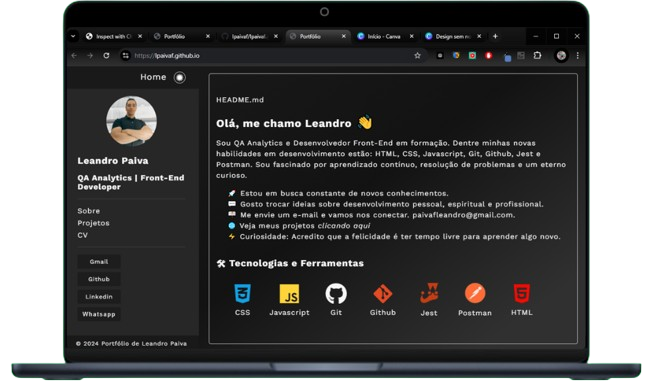 Inspect with C
Portfólio
lpaivaf/lpaivaf.
Portfólio
Início - Canva
Design sem n
https://lpaivaf.github.io
Home
Leandro Paiva
QA Analytics | Front-End
Developer
Sobre
Projetos
CV
Gmail
Github
Linkedin
Whatsapp
© 2024 Portfólio de Leandro Paiva
README.md
Olá, me chamo Leandro 👋
Sou QA Analytics e Desenvolvedor Front-End em formação. Dentre minhas novas
habilidades em desenvolvimento estão: HTML, CSS, Javascript, Git, Github, Jest e
Postman. Sou fascinado por aprendizado contínuo, resolução de problemas e um eterno
curioso.
🚀 Estou em busca constante de novos conhecimentos.
💬 Gosto trocar ideias sobre desenvolvimento pessoal, espiritual e profissional.
Me envie um e-mail e vamos nos conectar. paivafleandro@gmail.com.
Veja meus projetos clicando aqui
⚡ Curiosidade: Acredito que a felicidade é ter tempo livre para aprender algo novo.
🛠 Tecnologias e Ferramentas
JS
CSS Javascript Git Github Jest Postman HTML